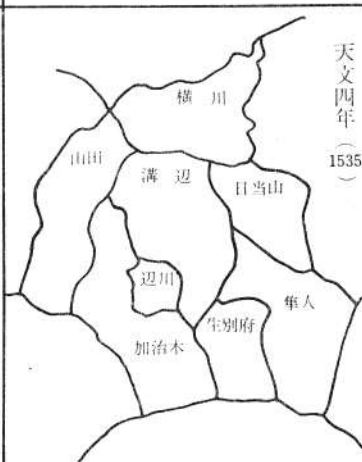 天文四年(1535)
横川
山田
溝辺
日当山
辺川
隼人
生別府
加治木